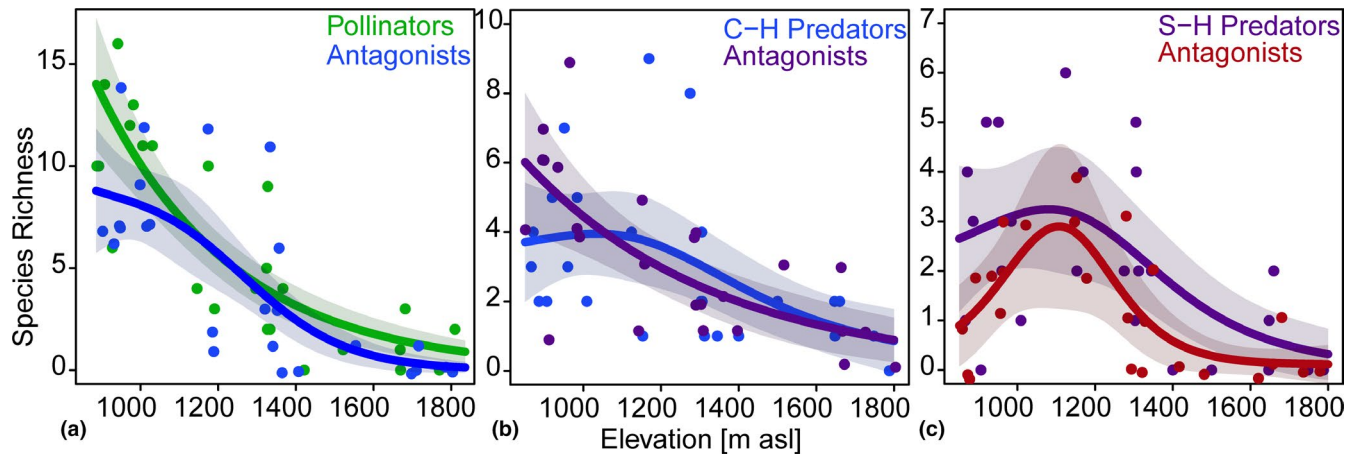 Species Richness
15
10
5
0
Pollinators
Antagonists
1000 1200 1400 1600 1800
(a)
10
8
6
4
2
0
C−H Predators
Antagonists
1000 1200 1400 1600 1800
(b)
Elevation [m asl]
7
6
5
4
3
2
1
0
S−H Predators
Antagonists
1000 1200 1400 1600 1800
(c)